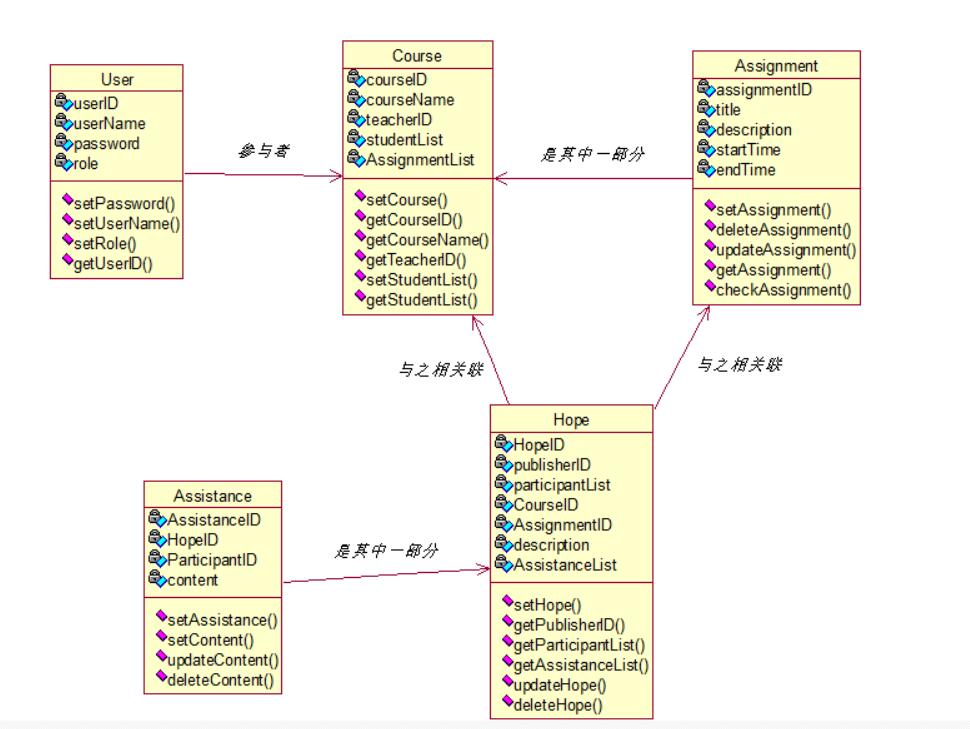 User
userID
userName
password
role
setPassword()
setUserName()
setRole()
getUserID()
参与者
Course
courseID
courseName
teacherID
studentList
AssignmentList
setCourse()
getCourseID()
getCourseName()
getTeacherID()
setStudentList()
getStudentList()
是其中一部分
Assignment
assignmentID
title
description
startTime
endTime
setAssignment()
deleteAssignment()
updateAssignment()
getAssignment()
checkAssignment()
与之相关联
与之相关联
Assistance
AssistanceID
HopeID
ParticipantID
content
setAssistance()
setContent()
updateContent()
deleteContent()
是其中一部分
Hope
HopeID
publisherID
participantList
CourseID
AssignmentID
description
AssistanceList
setHope()
getPublisherID()
getParticipantList()
getAssistanceList()
updateHope()
deleteHope()